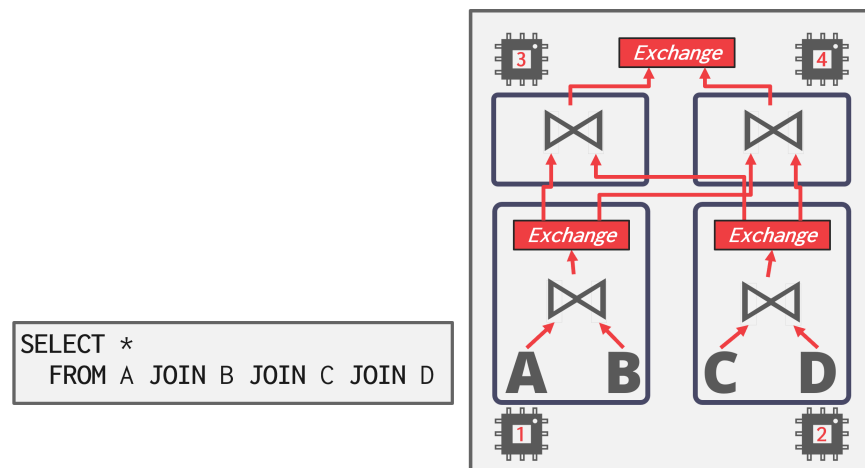 3
Exchange
4
Exchange
Exchange
SELECT *
FROM A JOIN B JOIN C JOIN D
A
B
C
D
1
2